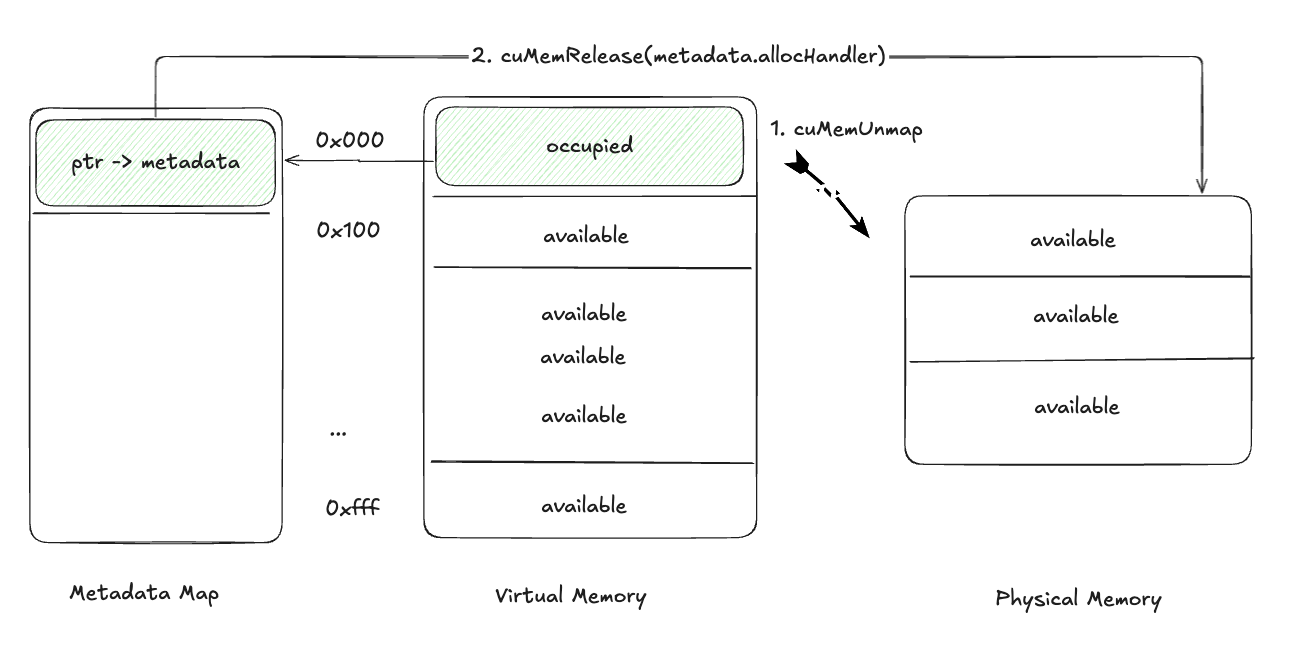 2. cuMemRelease(metadata.allocHandler)
1. cuMemUnmap
ptr -> metadata
0x000
occupied
0x100
available
available
available
available
...
0xfff
available
available
available
available
Metadata Map
Virtual Memory
Physical Memory